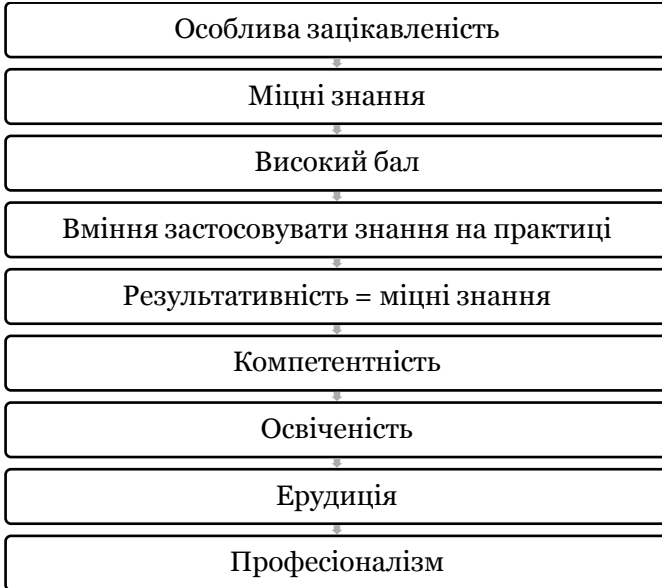 Особлива зацікавленість
Міцні знання
Високий бал
Вміння застосовувати знання на практиці
Результативність = міцні знання
Компетентність
Освіченість
Ерудиція
Професіоналізм